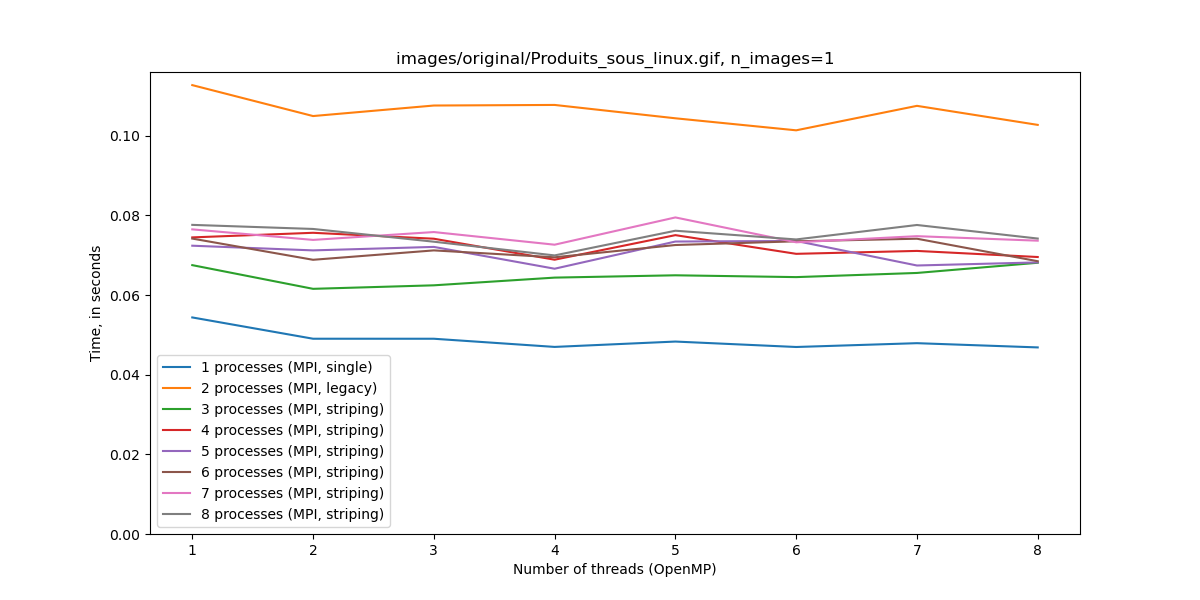 images/original/Produits_sous_linux.gif, n_images=1
Time, in seconds
0.10
0.08
0.06
0.04
0.02
0.00
1 processes (MPI, single)
2 processes (MPI, legacy)
3 processes (MPI, striping)
4 processes (MPI, striping)
5 processes (MPI, striping)
6 processes (MPI, striping)
7 processes (MPI, striping)
8 processes (MPI, striping)
1 2 3 4 5 6 7 8
Number of threads (OpenMP)